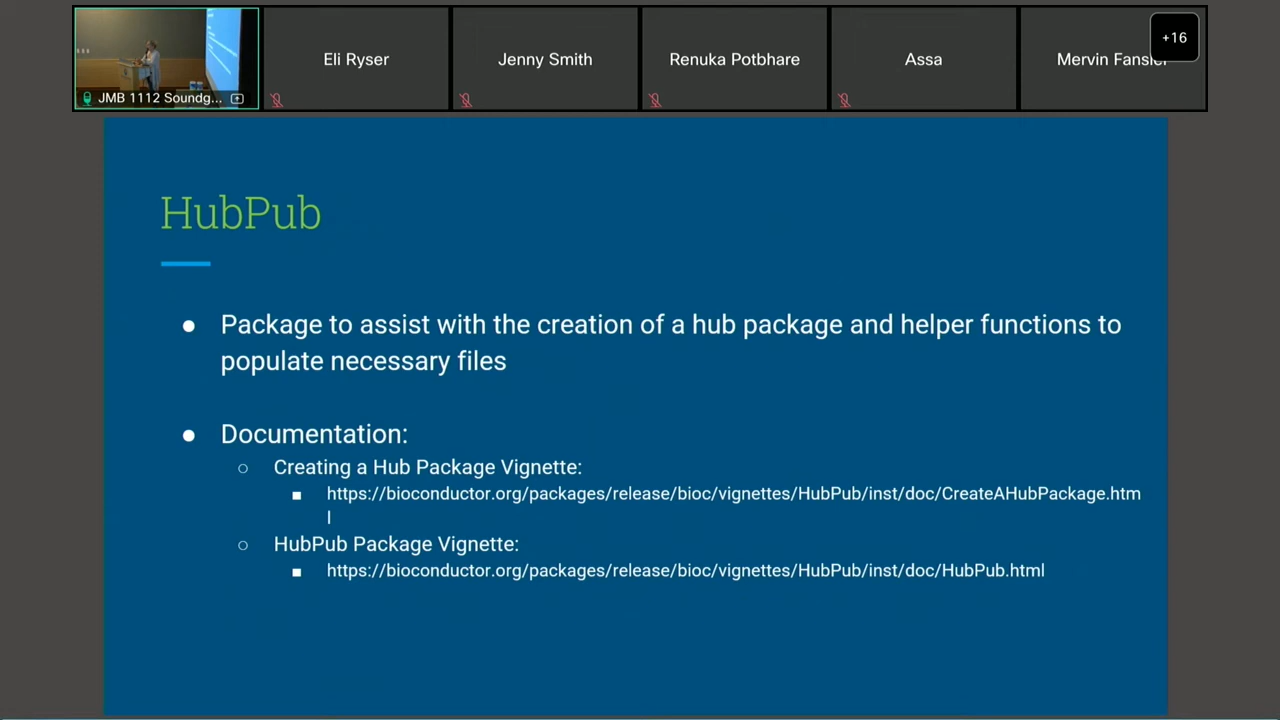 Eli Ryser
Jenny Smith
Renuka Potbhare
Assa
Mervin Fansler
+16
JMB 1112 Soundg...
HubPub
● Package to assist with the creation of a hub package and helper functions to
populate necessary files
● Documentation:
○ Creating a Hub Package Vignette:
■ https://bioconductor.org/packages/release/bioc/vignettes/HubPub/inst/doc/CreateAHubPackage.htm
l
○ HubPub Package Vignette:
■ https://bioconductor.org/packages/release/bioc/vignettes/HubPub/inst/doc/HubPub.html